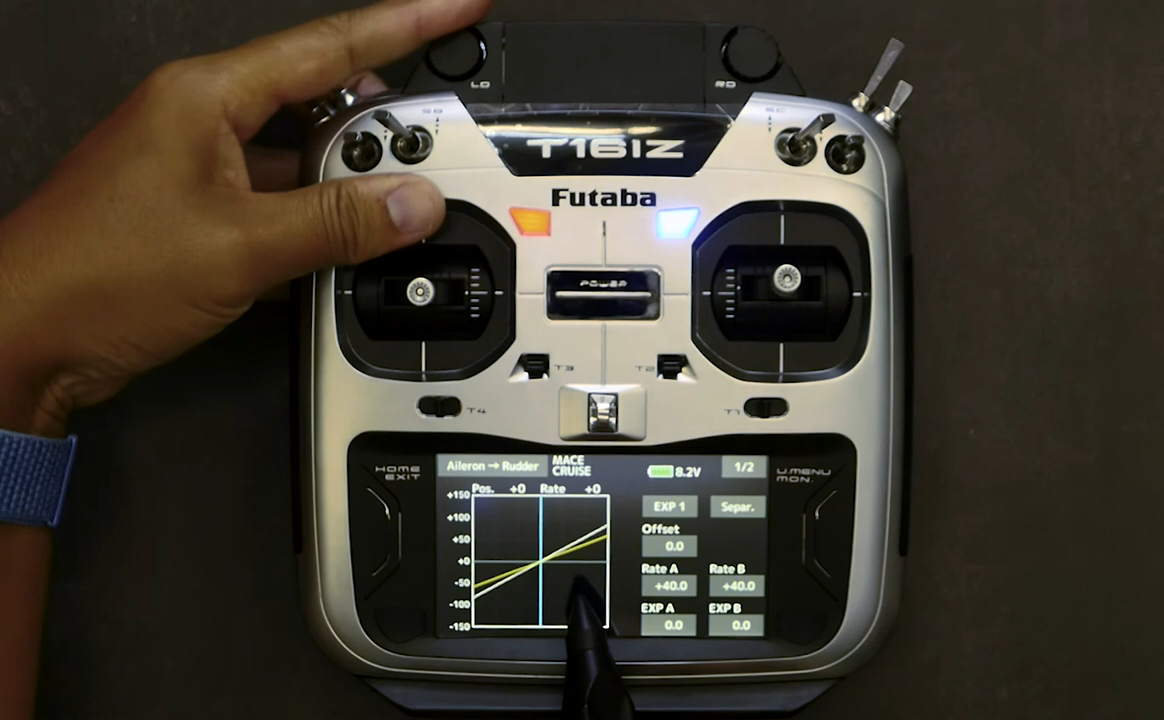 LD
RD
SB
SC
T16IZ
Futaba
POWER
T3
T2
T4
T1
HOME
EXIT
U.MENU
MON.
Aileron → Rudder
MACE
CRUISE
8.2V
1/2
Pos. +0 Rate +0
+150
+100
+50
+0
-50
-100
-150
EXP 1
Separ.
Offset
0.0
Rate A Rate B
+40.0 +40.0
EXP A EXP B
0.0 0.0